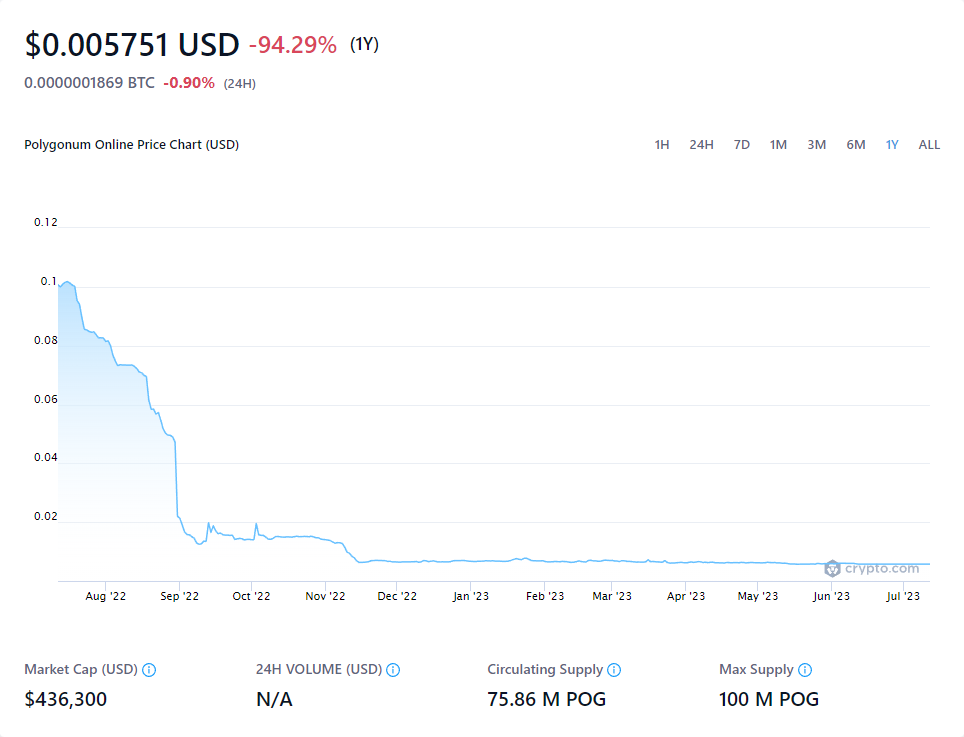 $0.005751 USD -94.29% (1Y)
0.0000001869 BTC -0.90% (24H)
Polygonum Online Price Chart (USD) 1H 24H 7D 1M 3M 6M 1Y ALL
0.12
0.1
0.08
0.06
0.04
0.02
crypto.com
Aug '22 Sep '22 Oct '22 Nov '22 Dec '22 Jan '23 Feb '23 Mar '23 Apr '23 May '23 Jun '23 Jul '23
Market Cap (USD) 24H VOLUME (USD) Circulating Supply Max Supply
$436,300 N/A 75.86 M POG 100 M POG